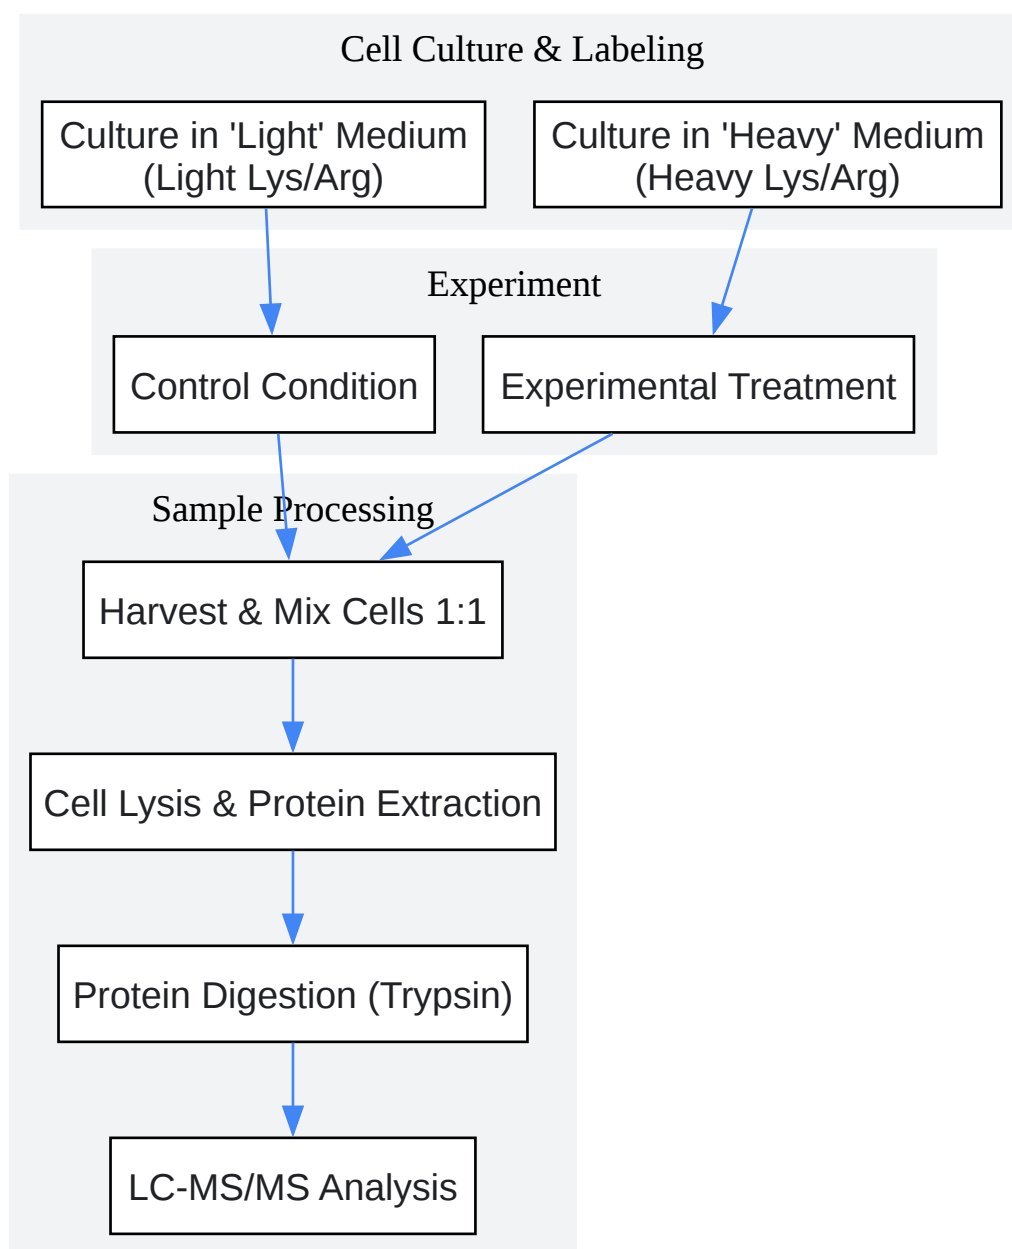 Cell Culture & Labeling
Culture in 'Light' Medium
(Light Lys/Arg)
Culture in 'Heavy' Medium
(Heavy Lys/Arg)
Experiment
Control Condition
Experimental Treatment
Sample Processing
Harvest & Mix Cells 1:1
Cell Lysis & Protein Extraction
Protein Digestion (Trypsin)
LC-MS/MS Analysis